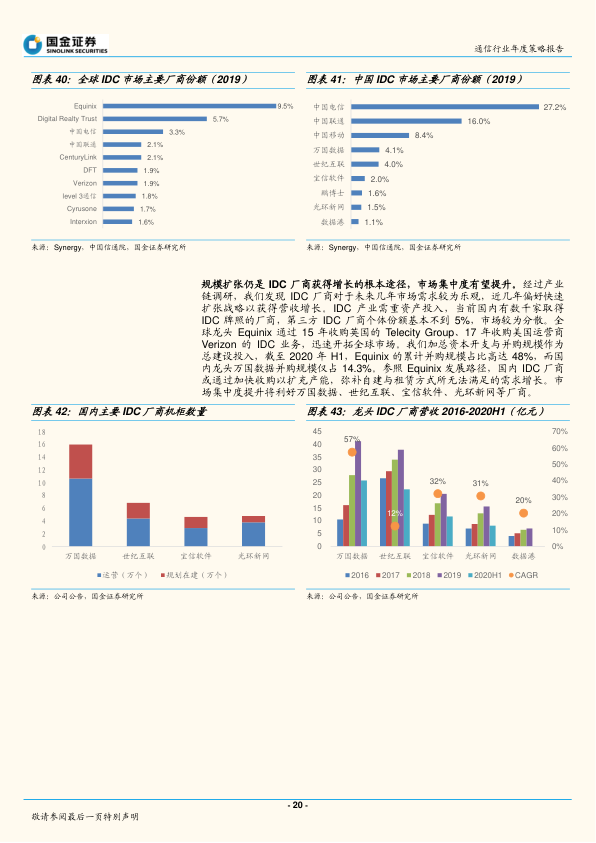 国金证券
SINOLINK SECURITIES
通信行业年度策略报告
图表 40：全球 IDC 市场主要厂商份额（2019）
Equinix 9.5%
Digital Realty Trust 5.7%
中国电信 3.3%
中国联通 2.1%
CenturyLink 2.1%
DFT 1.9%
Verizon 1.9%
level 3通信 1.8%
Cyrusone 1.7%
Interxion 1.6%
来源：Synergy、中国信通院、国金证券研究所
图表 41：中国 IDC 市场主要厂商份额（2019）
中国电信 27.2%
中国联通 16.0%
中国移动 8.4%
万国数据 4.1%
世纪互联 4.0%
宝信软件 2.0%
鹏博士 1.6%
光环新网 1.5%
数据港 1.1%
来源：Synergy、中国信通院、国金证券研究所
规模扩张仍是 IDC 厂商获得增长的根本途径，市场集中度有望提升。经过产业
链调研，我们发现 IDC 厂商对于未来几年市场需求较为乐观，近几年偏好快速
扩张战略以获得营收增长。IDC 产业需重资产投入，当前国内有数千家取得
IDC 牌照的厂商，第三方 IDC 厂商个体份额基本不到 5%，市场较为分散。全
球龙头 Equinix 通过 15 年收购英国的 Telecity Group、17 年收购美国运营商
Verizon 的 IDC 业务，迅速开拓全球市场。我们加总资本开支与并购规模作为
总建设投入，截至 2020 年 H1，Equinix 的累计并购规模占比高达 48%，而国
内龙头万国数据并购规模仅占 14.3%。参照 Equinix 发展路径，国内 IDC 厂商
或通过加快收购以扩充产能，弥补自建与租赁方式所无法满足的需求增长。市
场集中度提升将利好万国数据、世纪互联、宝信软件、光环新网等厂商。
图表 42：国内主要 IDC 厂商机柜数量
18
16
14
12
10
8
6
4
2
0
万国数据 世纪互联 宝信软件 光环新网
运营（万个） 规划在建（万个）
来源：公司公告，国金证券研究所
图表 43：龙头 IDC 厂商营收 2016-2020H1（亿元）
45 70%
40 60%
35 50%
30 40%
25 30%
20 20%
15 10%
10 0%
5
0
57%
12%
32%
31%
20%
万国数据 世纪互联 宝信软件 光环新网 数据港
2016 2017 2018 2019 2020H1 CAGR
来源：公司公告，国金证券研究所
- 20 -
敬请参阅最后一页特别声明